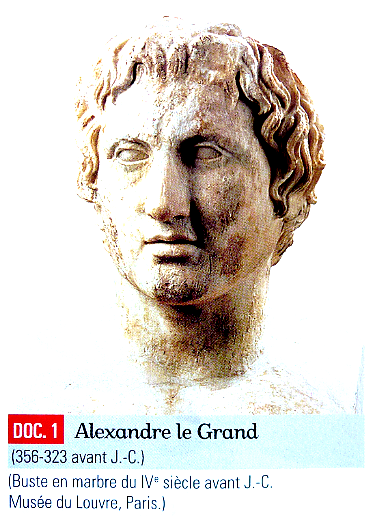 DOC. 1 Alexandre le Grand
(356-323 avant J.-C.)
(Buste en marbre du IVe siècle avant J.-C.
Musée du Louvre, Paris.)